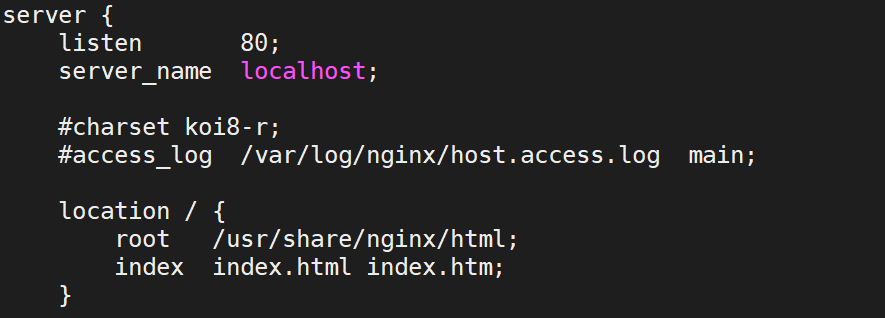 server {
    listen       80;
    server_name  localhost;

    #charset koi8-r;
    #access_log  /var/log/nginx/host.access.log  main;

    location / {
        root   /usr/share/nginx/html;
        index  index.html index.htm;
    }